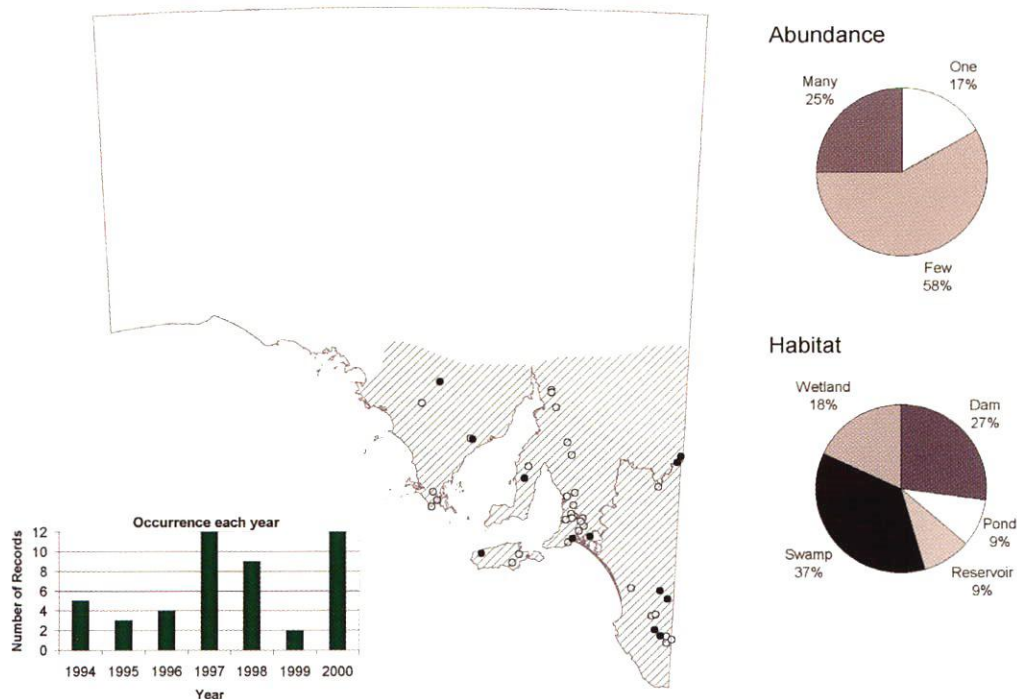 Abundance
One
17%
Many
25%
Few
58%
Habitat
Wetland
18%
Dam
27%
Pond
9%
Reservoir
9%
Swamp
37%
Occurrence each year
Number of Records
12
10
8
6
4
2
0
1994 1995 1996 1997 1998 1999 2000
Year